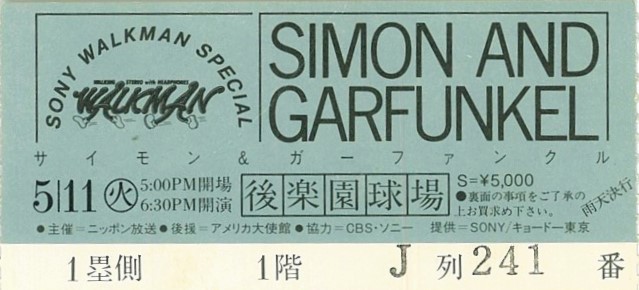 SONY WALKMAN SPECIAL
WALKING STEREO with HEADPHONES
WALKMAN
SIMON AND
GARFUNKEL
サイモン&ガーファンクル
5|11 火 5:00PM開場
6:30PM開演
後楽園球場
S=¥5,000
●裏面の事項をご了承の
上お買求め下さい。
雨天決行
●主催=ニッポン放送●後援=アメリカ大使館●協力=CBS・ソニー 提供=SONY/キョードー東京
1塁側 1階 J 列 241 番